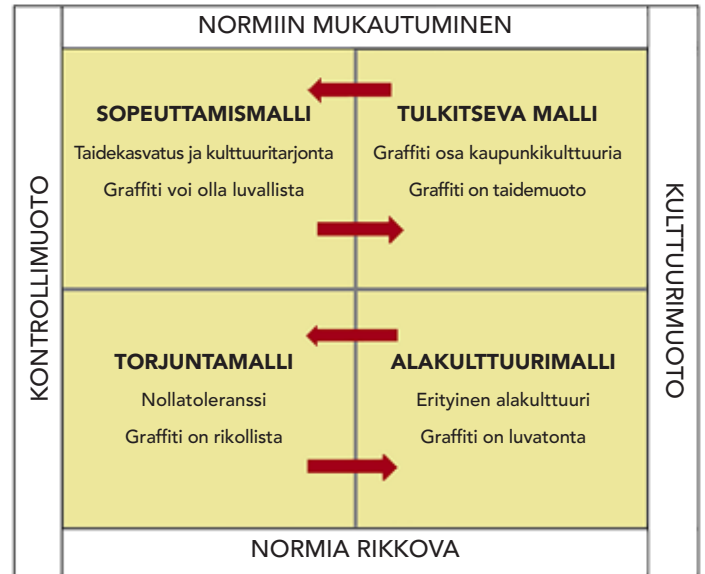 NORMIIN MUKAUTUMINEN
KONTROLLIMUOTO
SOPEUTTAMISMALLI
Taidekasvatus ja kulttuuritarjonta
Graffiti voi olla luvallista
TULKITSEVA MALLI
Graffiti osa kaupunkikulttuuria
Graffiti on taidemuoto
KULTTUURIMUOTO
TORJUNTAMALLI
Nollatoleranssi
Graffiti on rikollista
ALAKULTTUURIMALLI
Erityinen alakulttuuri
Graffiti on luvatonta
NORMIA RIKKOVA